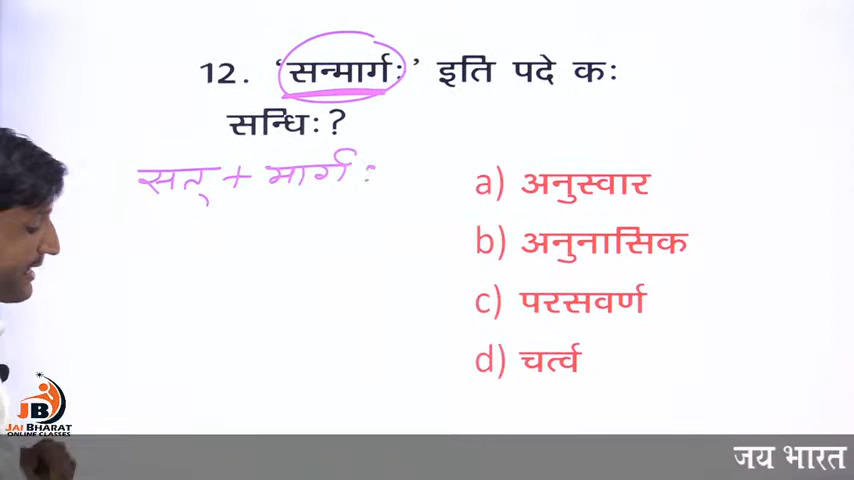 12. 'सन्मार्गः' इति पदे कः
सन्धिः?
सत् + मार्गः
a) अनुस्वार
b) अनुनासिक
c) परसवर्ण
d) चर्त्व
JB
JAI BHARAT
ONLINE CLASSES
जय भारत